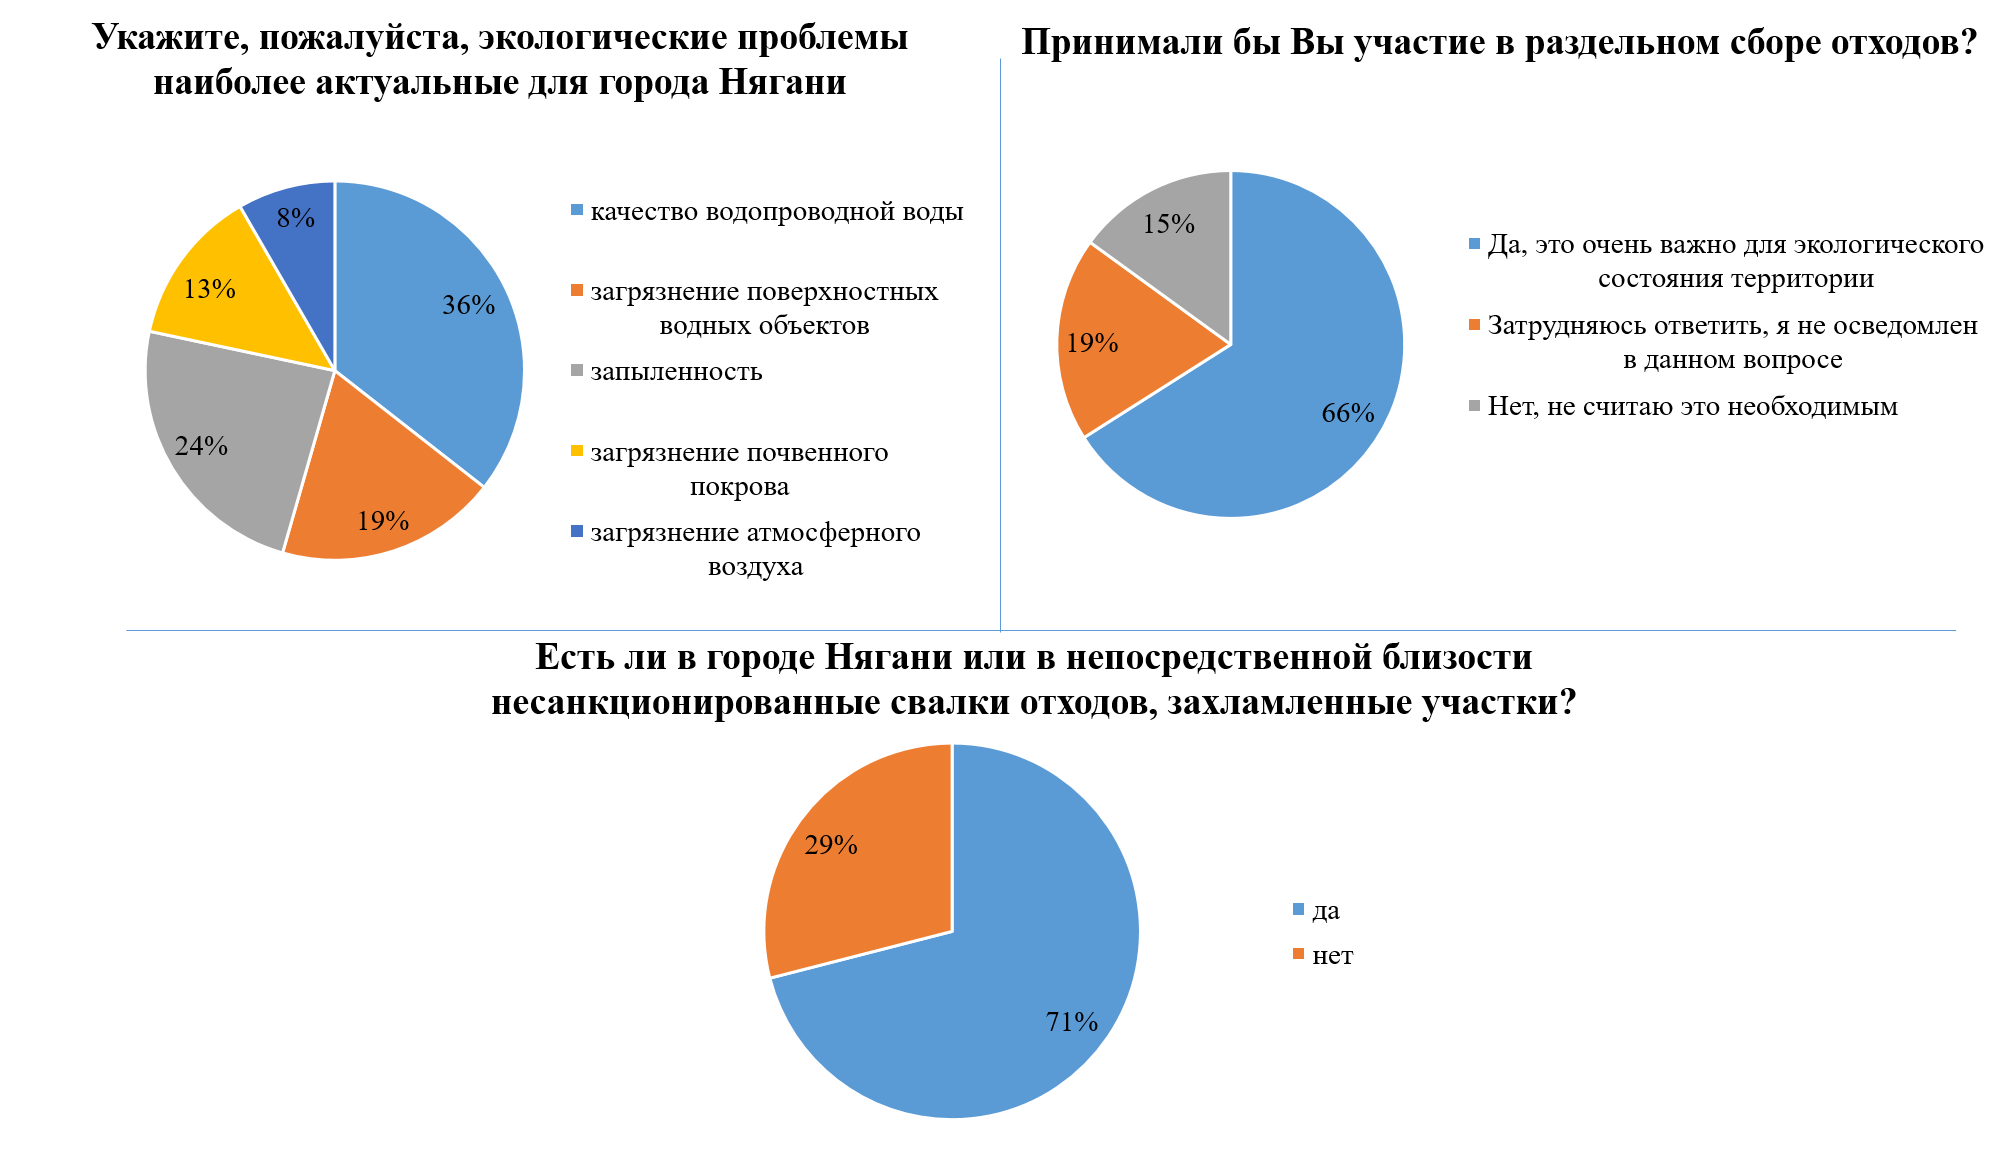 Укажите, пожалуйста, экологические проблемы
наиболее актуальные для города Нягани
8%
13%
36%
24%
19%
качество водопроводной воды
загрязнение поверхностных
водных объектов
запыленность
загрязнение почвенного
покрова
загрязнение атмосферного
воздуха
Принимали бы Вы участие в раздельном сборе отходов?
15%
19%
66%
Да, это очень важно для экологического
состояния территории
Затрудняюсь ответить, я не осведомлен
в данном вопросе
Нет, не считаю это необходимым
Есть ли в городе Нягани или в непосредственной близости
несанкционированные свалки отходов, захламленные участки?
29%
71%
да
нет